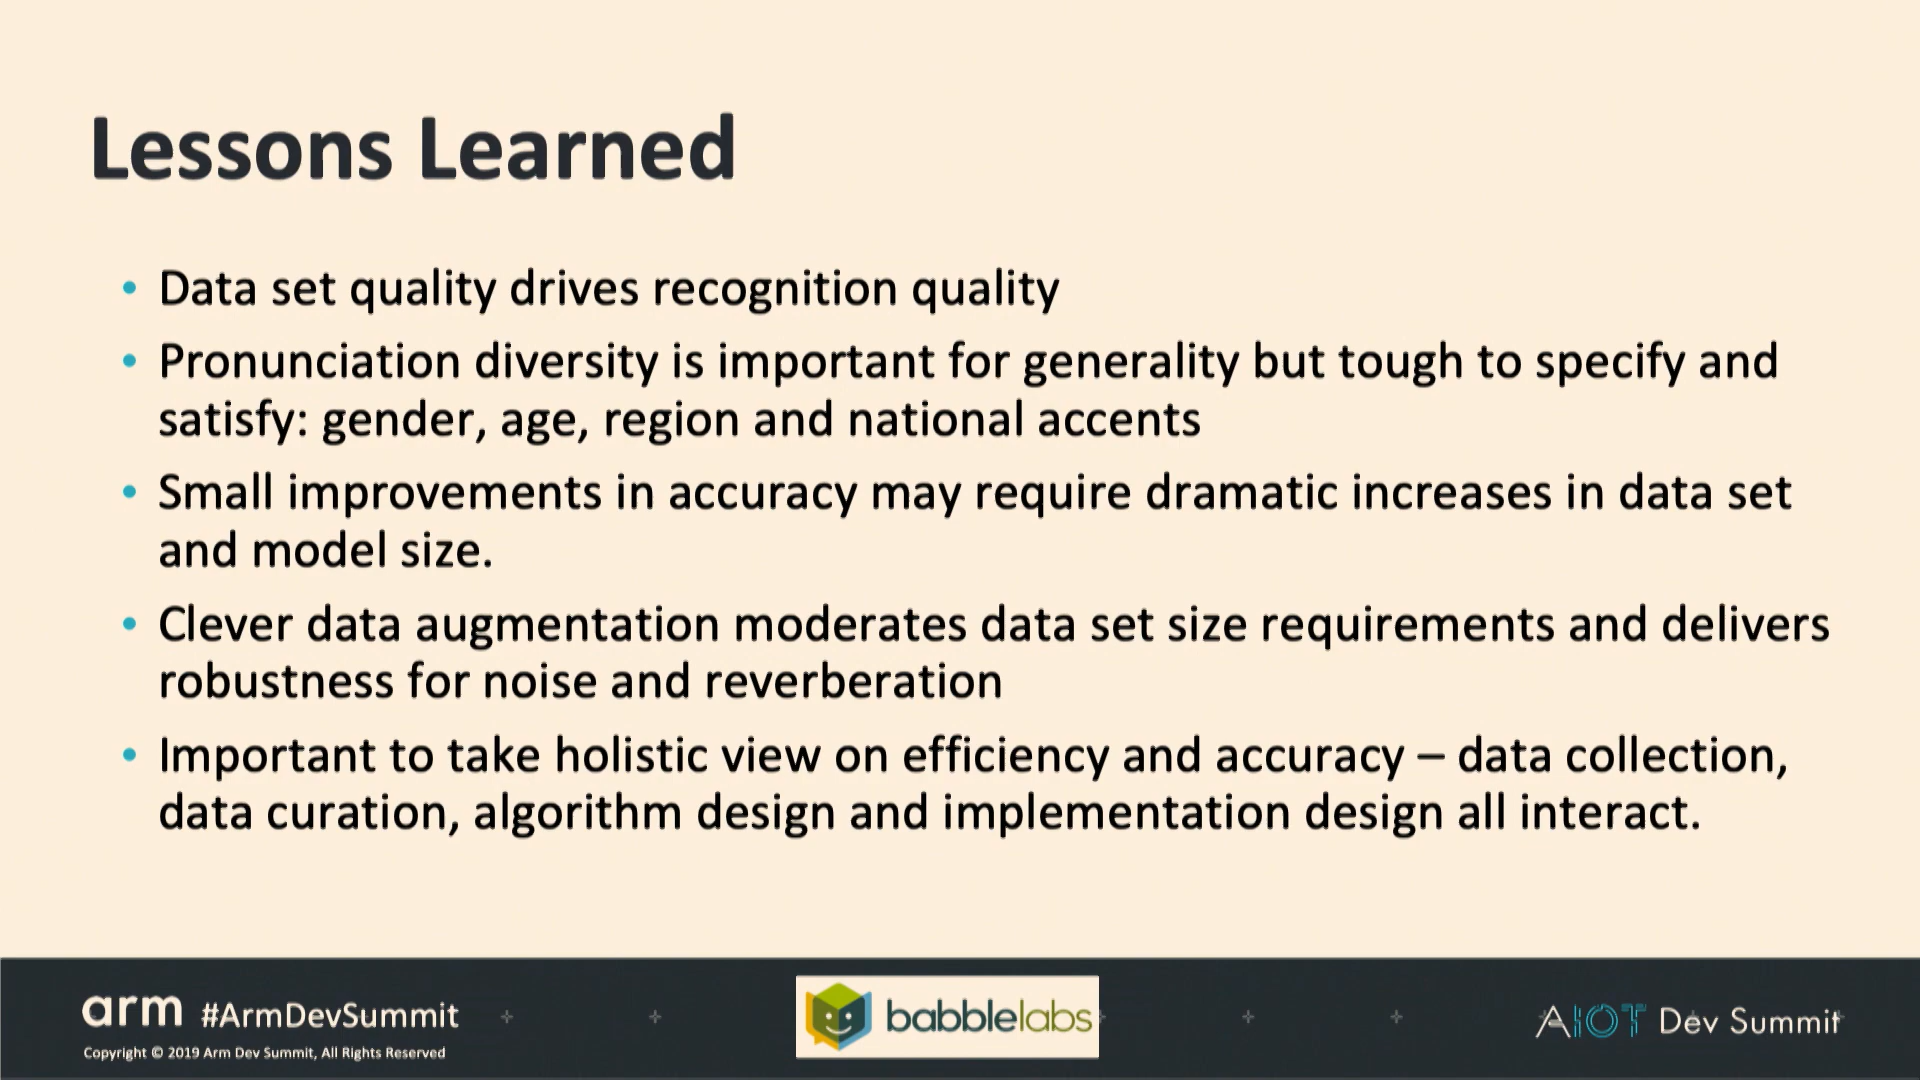 Lessons Learned
• Data set quality drives recognition quality
• Pronunciation diversity is important for generality but tough to specify and
satisfy: gender, age, region and national accents
• Small improvements in accuracy may require dramatic increases in data set
and model size.
• Clever data augmentation moderates data set size requirements and delivers
robustness for noise and reverberation
• Important to take holistic view on efficiency and accuracy – data collection,
data curation, algorithm design and implementation design all interact.
arm #ArmDevSummit
Copyright © 2019 Arm Dev Summit, All Rights Reserved
babblelabs
AIOT Dev Summit